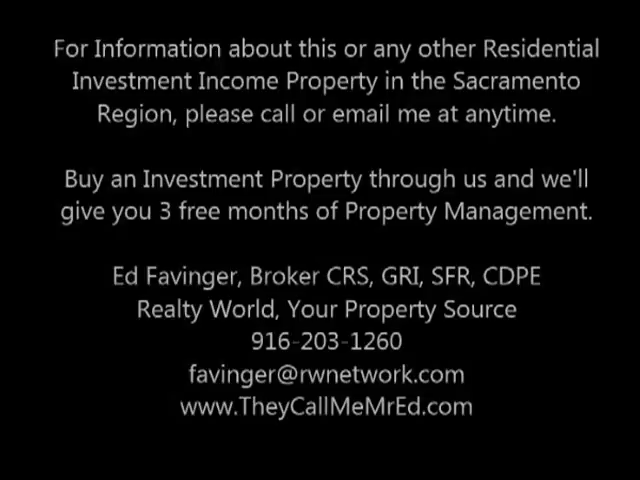 For Information about this or any other Residential
Investment Income Property in the Sacramento
Region, please call or email me at anytime.
Buy an Investment Property through us and we'll
give you 3 free months of Property Management.
Ed Favinger, Broker CRS, GRI, SFR, CDPE
Realty World, Your Property Source
916-203-1260
favinger@rwnetwork.com
www.TheyCallMeMrEd.com